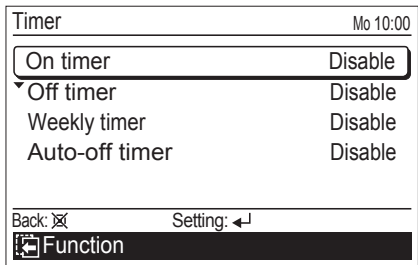 Timer Mo 10:00
On timer Disable
Off timer Disable
Weekly timer Disable
Auto-off timer Disable
Back: Setting:
Function